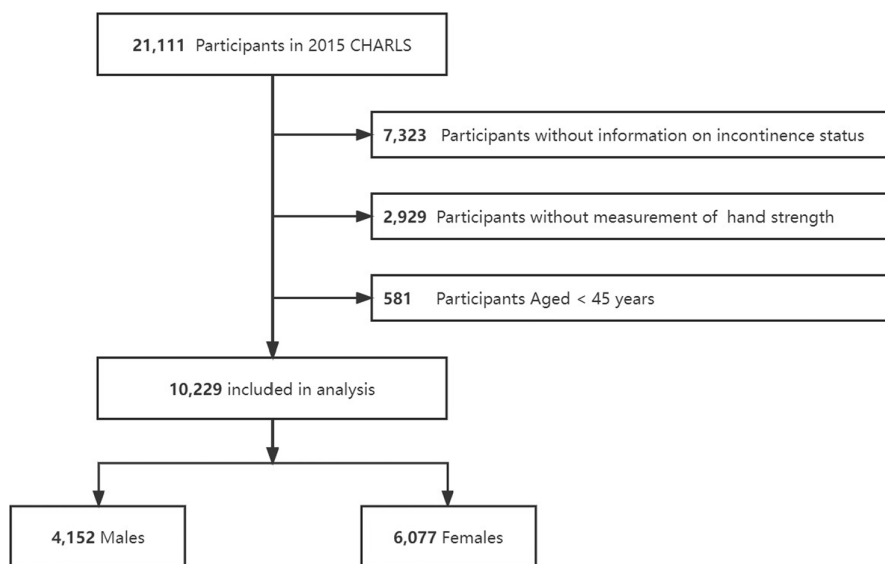 21,111 Participants in 2015 CHARLS
7,323 Participants without information on incontinence status
2,929 Participants without measurement of hand strength
581 Participants Aged < 45 years
10,229 included in analysis
4,152 Males
6,077 Females